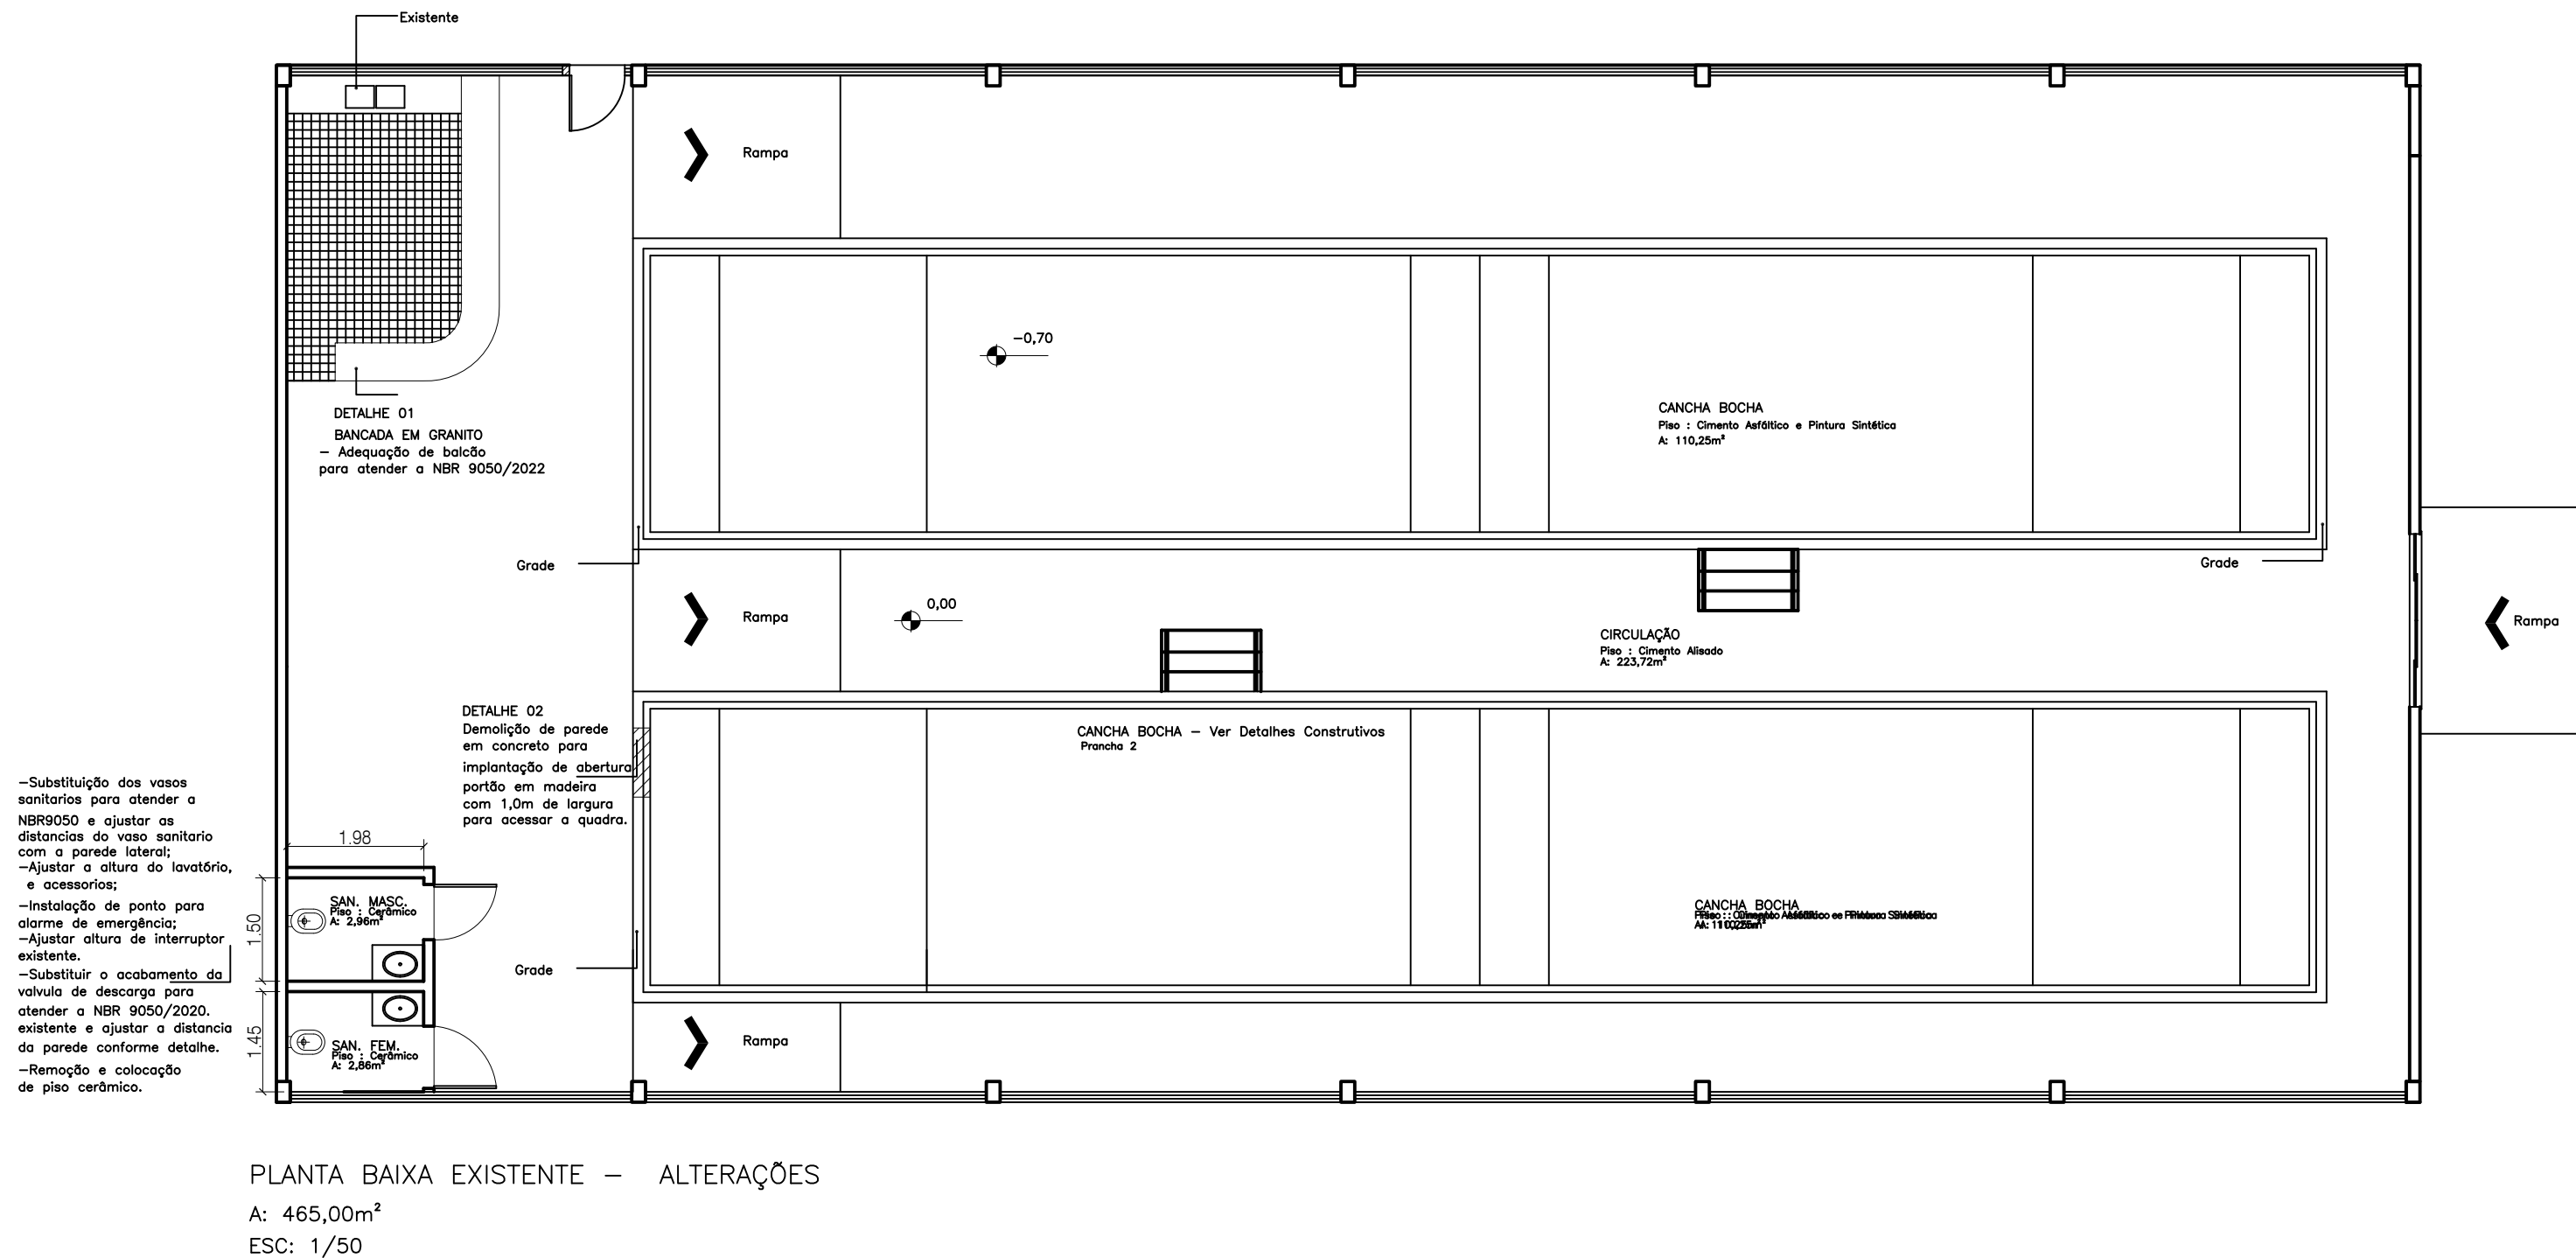 Existente
Rampa
-0,70
CANCHA BOCHA
Piso : Cimento Asfáltico e Pintura Sintética
A: 110,25m²
DETALHE 01
BANCADA EM GRANITO
- Adequação de balcão
para atender a NBR 9050/2022
Grade
Grade
Rampa
0,00
CIRCULAÇÃO
Piso : Cimento Alisado
A: 223,72m²
Rampa
DETALHE 02
Demolição de parede
em concreto para
implantação de abertura
portão em madeira
com 1,0m de largura
para acessar a quadra.
CANCHA BOCHA - Ver Detalhes Construtivos
Prancha 2
-Substituição dos vasos
sanitarios para atender a
NBR9050 e ajustar as
distancias do vaso sanitario
com a parede lateral;
-Ajustar a altura do lavatório,
e acessorios;
-Instalação de ponto para
alarme de emergência;
-Ajustar altura de interruptor
existente.
-Substituir o acabamento da
valvula de descarga para
atender a NBR 9050/2020.
existente e ajustar a distancia
da parede conforme detalhe.
-Remoção e colocação
de piso cerâmico.
1.98
1.50
1.45
SAN. MASC.
Piso : Cerâmico
A: 2,96m²
SAN. FEM.
Piso : Cerâmico
A: 2,86m²
Grade
CANCHA BOCHA
Rampa
PLANTA BAIXA EXISTENTE - ALTERAÇÕES
A: 465,00m²
ESC: 1/50